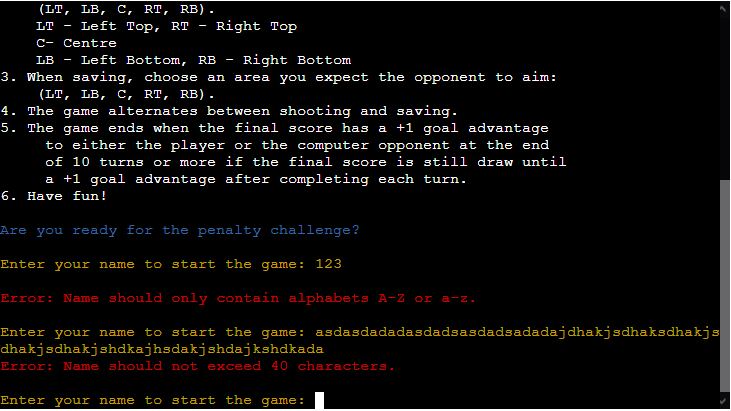 (LT, LB, C, RT, RB).
LT - Left Top, RT - Right Top
C- Centre
LB - Left Bottom, RB - Right Bottom
3. When saving, choose an area you expect the opponent to aim:
(LT, LB, C, RT, RB).
4. The game alternates between shooting and saving.
5. The game ends when the final score has a +1 goal advantage
to either the player or the computer opponent at the end
of 10 turns or more if the final score is still draw until
a +1 goal advantage after completing each turn.
6. Have fun!
Are you ready for the penalty challenge?
Enter your name to start the game: 123
Error: Name should only contain alphabets A-Z or a-z.
Enter your name to start the game: asdasdadadasdadsasdadsadadajdhakjsdhaksdhakjs
dhakjsdhakjshdkajhsdakjshdajkshdkada
Error: Name should not exceed 40 characters.
Enter your name to start the game: